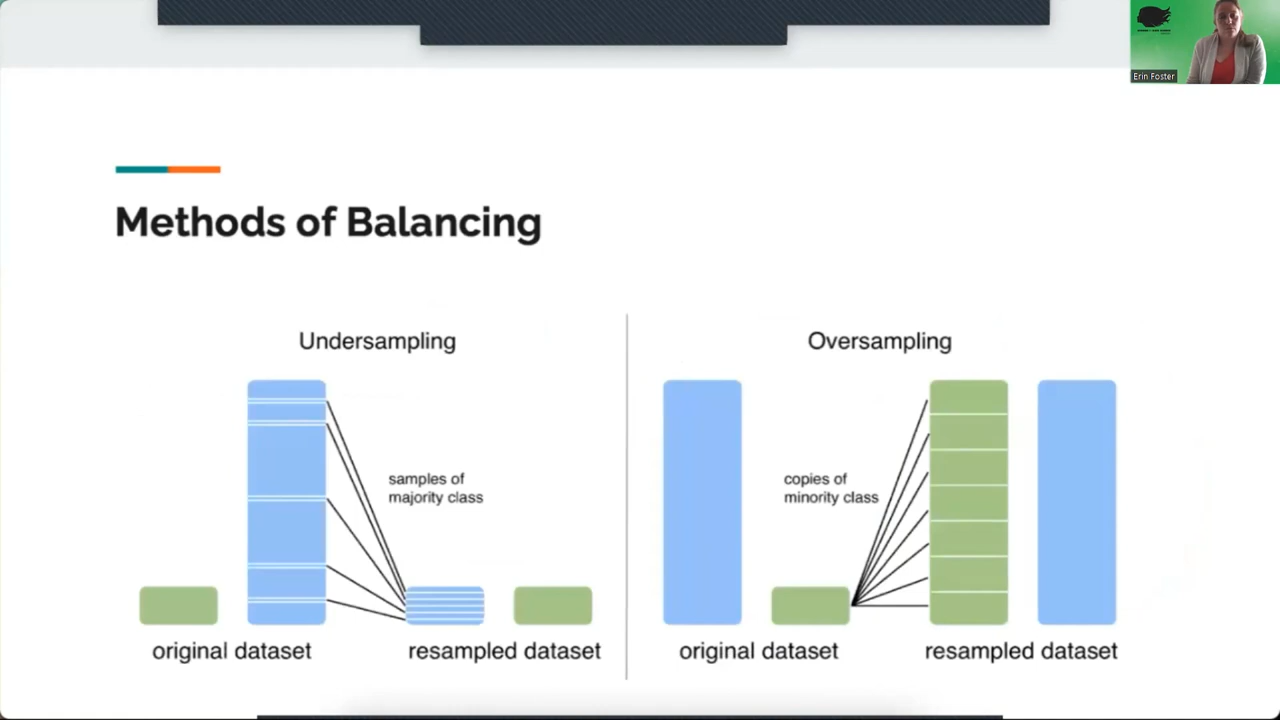 Erin Foster
Methods of Balancing
Undersampling
samples of
majority class
original dataset
resampled dataset
Oversampling
copies of
minority class
original dataset
resampled dataset